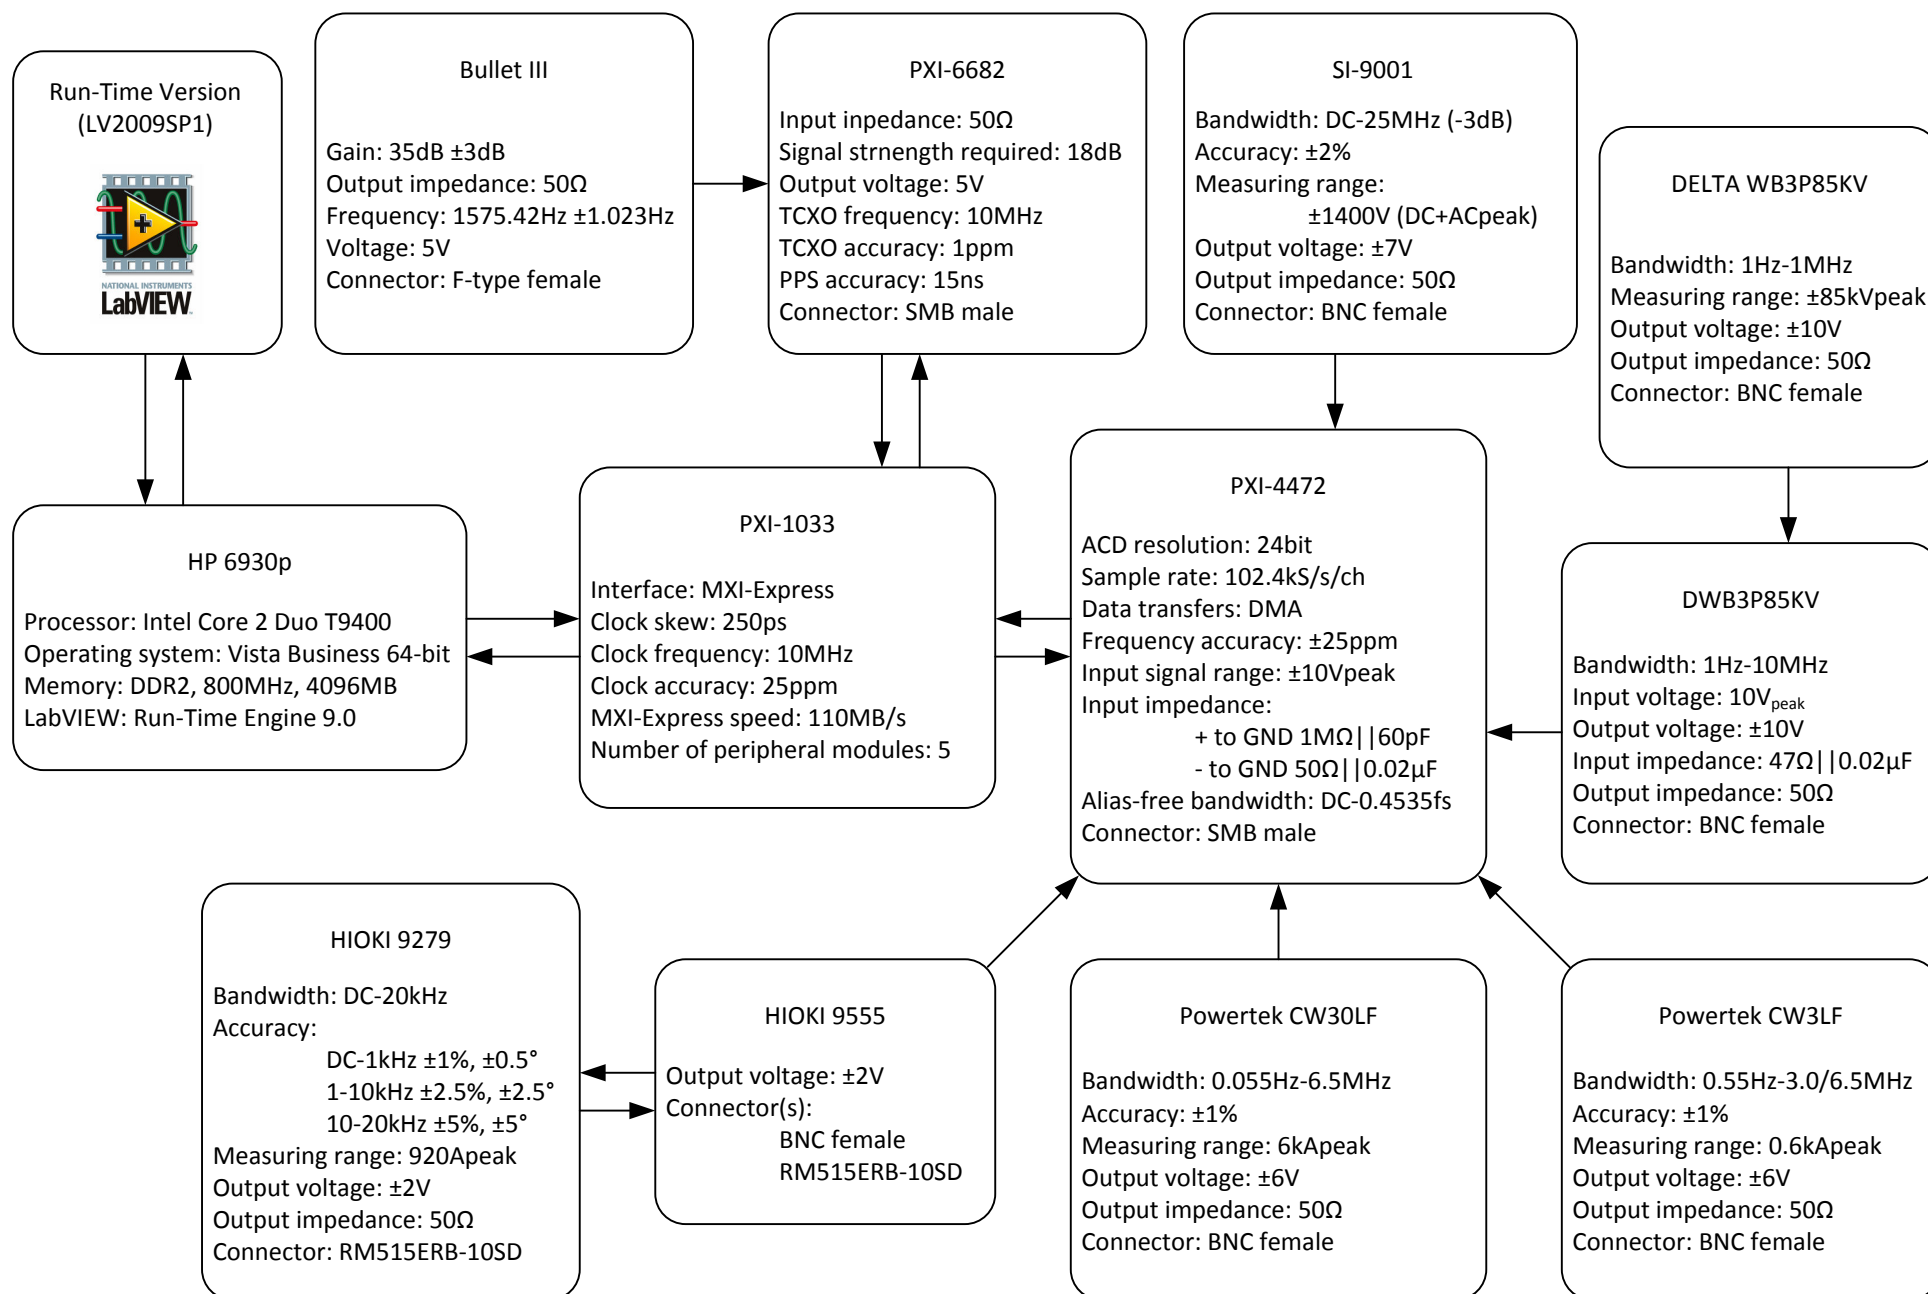 Run-Time Version
(LV2009SP1)
NATIONAL INSTRUMENTS
LabVIEW
Bullet III
Gain: 35dB ±3dB
Output impedance: 50Ω
Frequency: 1575.42Hz ±1.023Hz
Voltage: 5V
Connector: F-type female
PXI-6682
Input inpedance: 50Ω
Signal strnength required: 18dB
Output voltage: 5V
TCXO frequency: 10MHz
TCXO accuracy: 1ppm
PPS accuracy: 15ns
Connector: SMB male
SI-9001
Bandwidth: DC-25MHz (-3dB)
Accuracy: ±2%
Measuring range:
±1400V (DC+ACpeak)
Output voltage: ±7V
Output impedance: 50Ω
Connector: BNC female
DELTA WB3P85KV
Bandwidth: 1Hz-1MHz
Measuring range: ±85kVpeak
Output voltage: ±10V
Output impedance: 50Ω
Connector: BNC female
HP 6930p
Processor: Intel Core 2 Duo T9400
Operating system: Vista Business 64-bit
Memory: DDR2, 800MHz, 4096MB
LabVIEW: Run-Time Engine 9.0
PXI-1033
Interface: MXI-Express
Clock skew: 250ps
Clock frequency: 10MHz
Clock accuracy: 25ppm
MXI-Express speed: 110MB/s
Number of peripheral modules: 5
PXI-4472
ACD resolution: 24bit
Sample rate: 102.4kS/s/ch
Data transfers: DMA
Frequency accuracy: ±25ppm
Input signal range: ±10Vpeak
Input impedance:
+ to GND 1MΩ||60pF
- to GND 50Ω||0.02µF
Alias-free bandwidth: DC-0.4535fs
Connector: SMB male
DWB3P85KV
Bandwidth: 1Hz-10MHz
Input voltage: 10Vpeak
Output voltage: ±10V
Input impedance: 47Ω||0.02µF
Output impedance: 50Ω
Connector: BNC female
HIOKI 9279
Bandwidth: DC-20kHz
Accuracy:
DC-1kHz ±1%, ±0.5°
1-10kHz ±2.5%, ±2.5°
10-20kHz ±5%, ±5°
Measuring range: 920Apeak
Output voltage: ±2V
Output impedance: 50Ω
Connector: RM515ERB-10SD
HIOKI 9555
Output voltage: ±2V
Connector(s):
BNC female
RM515ERB-10SD
Powertek CW30LF
Bandwidth: 0.055Hz-6.5MHz
Accuracy: ±1%
Measuring range: 6kApeak
Output voltage: ±6V
Output impedance: 50Ω
Connector: BNC female
Powertek CW3LF
Bandwidth: 0.55Hz-3.0/6.5MHz
Accuracy: ±1%
Measuring range: 0.6kApeak
Output voltage: ±6V
Output impedance: 50Ω
Connector: BNC female